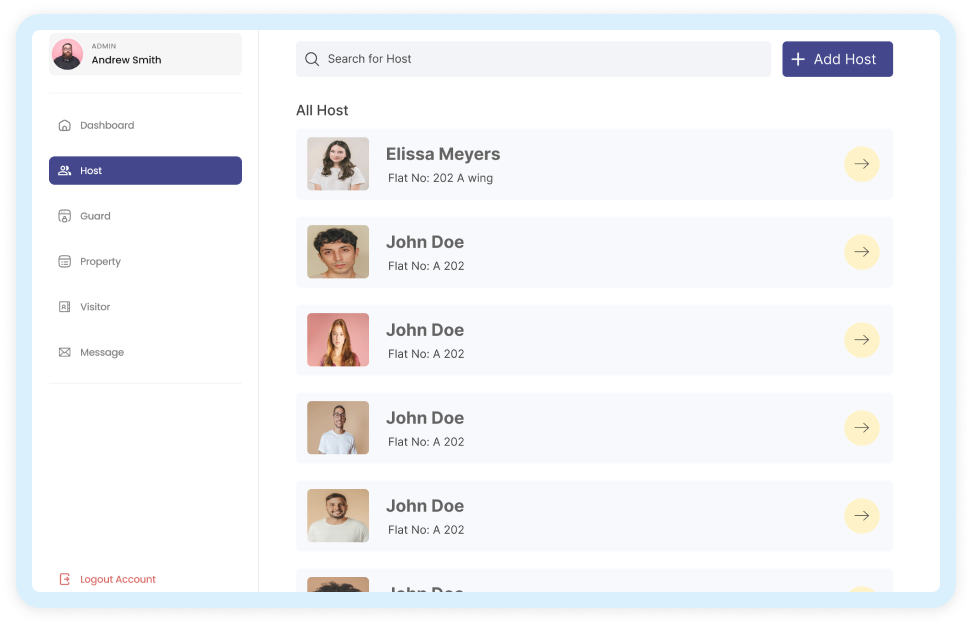 ADMIN
Andrew Smith
Dashboard
Host
Guard
Property
Visitor
Message
Logout Account
Search for Host
Add Host
All Host
Elissa Meyers
Flat No: 202 A wing
John Doe
Flat No: A 202
John Doe
Flat No: A 202
John Doe
Flat No: A 202
John Doe
Flat No: A 202
John Doe